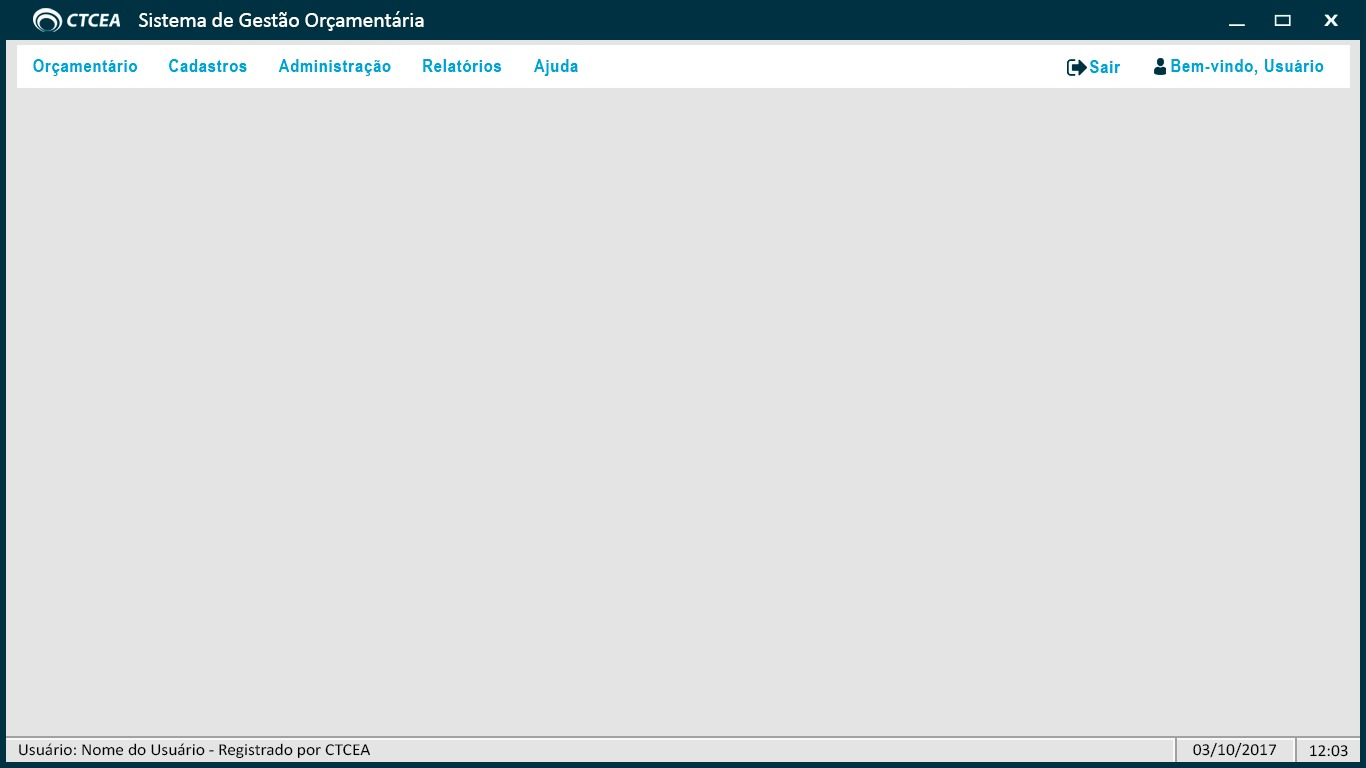 CTCEA Sistema de Gestão Orçamentária
Orçamentário Cadastros Administração Relatórios Ajuda Sair Bem-vindo, Usuário
Usuário: Nome do Usuário - Registrado por CTCEA 03/10/2017 12:03